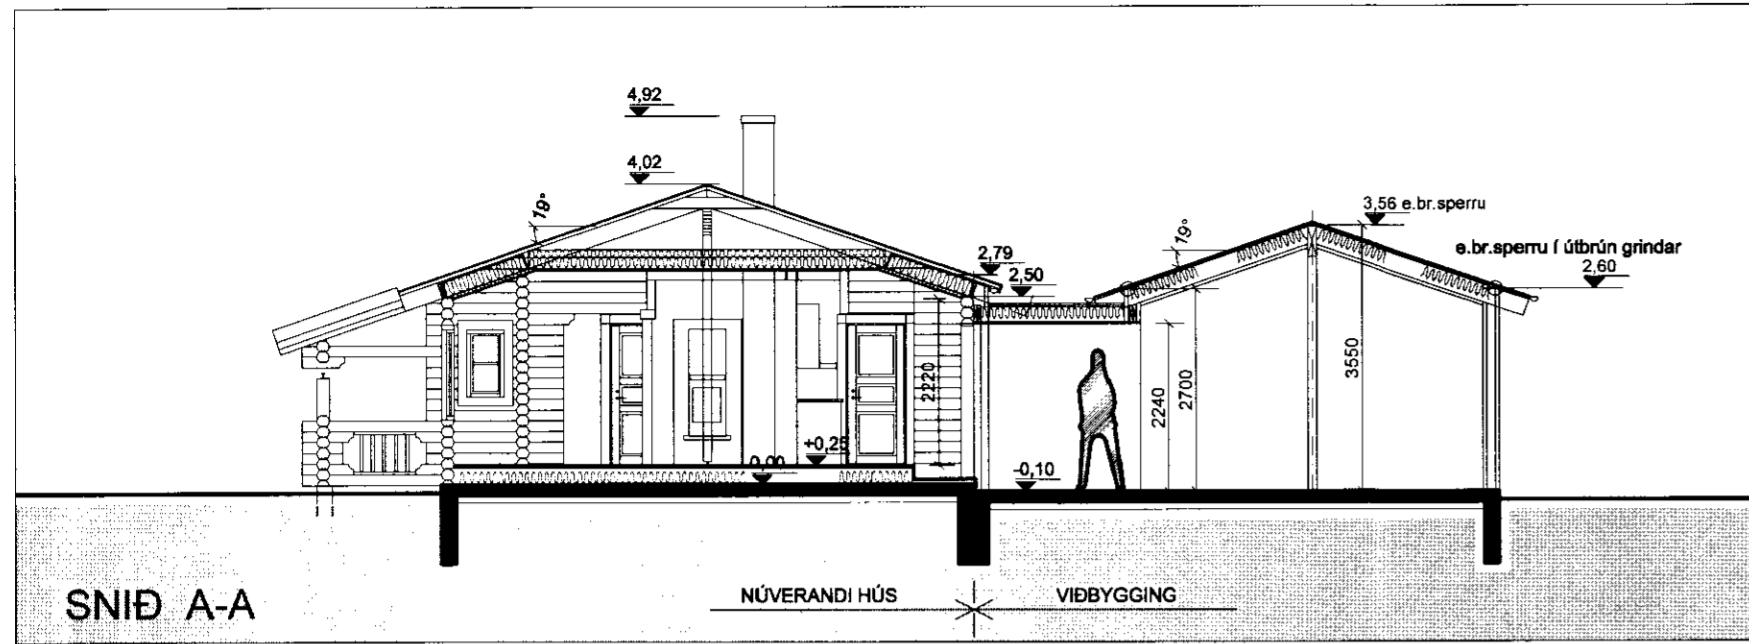 4,92
4,02
19°
3,56 e.br.sperru
19°
e.br.sperru í útbrún grindar
2,79
2,60
2,50
2220
2240
2700
3550
+0,25
0,00
-0,10
NÚVERANDI HÚS
VIÐBYGGING
SNIÐ A-A